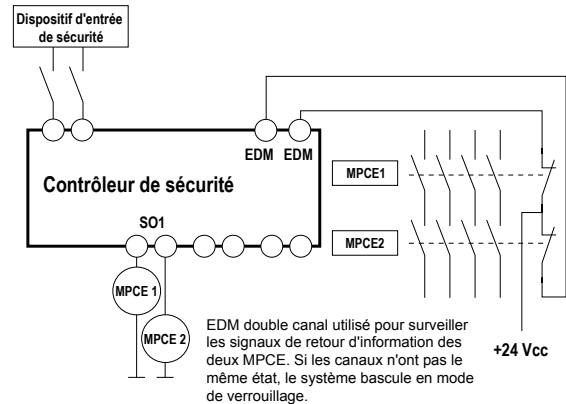 Dispositif d'entrée
de sécurité
EDM EDM
Contrôleur de sécurité
SO1
MPCE1
MPCE2
MPCE 1
MPCE 2
EDM double canal utilisé pour surveiller
les signaux de retour d'information des
deux MPCE. Si les canaux n'ont pas le
même état, le système bascule en mode
de verrouillage.
+24 Vcc